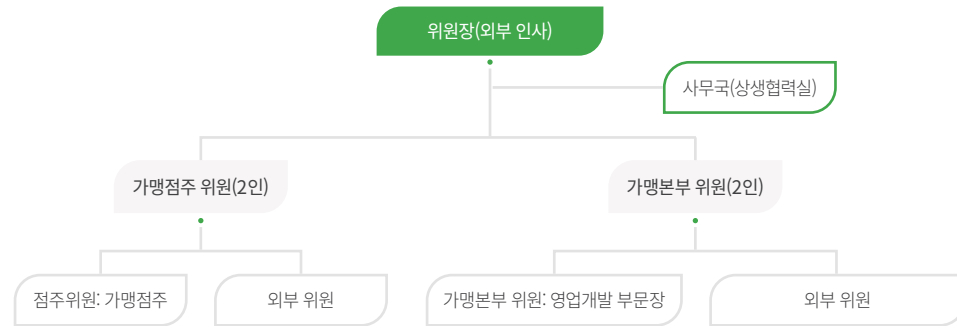 위원장(외부 인사)
사무국(상생협력실)
가맹점주 위원(2인)
가맹본부 위원(2인)
점주위원: 가맹점주
외부 위원
가맹본부 위원: 영업개발 부문장
외부 위원